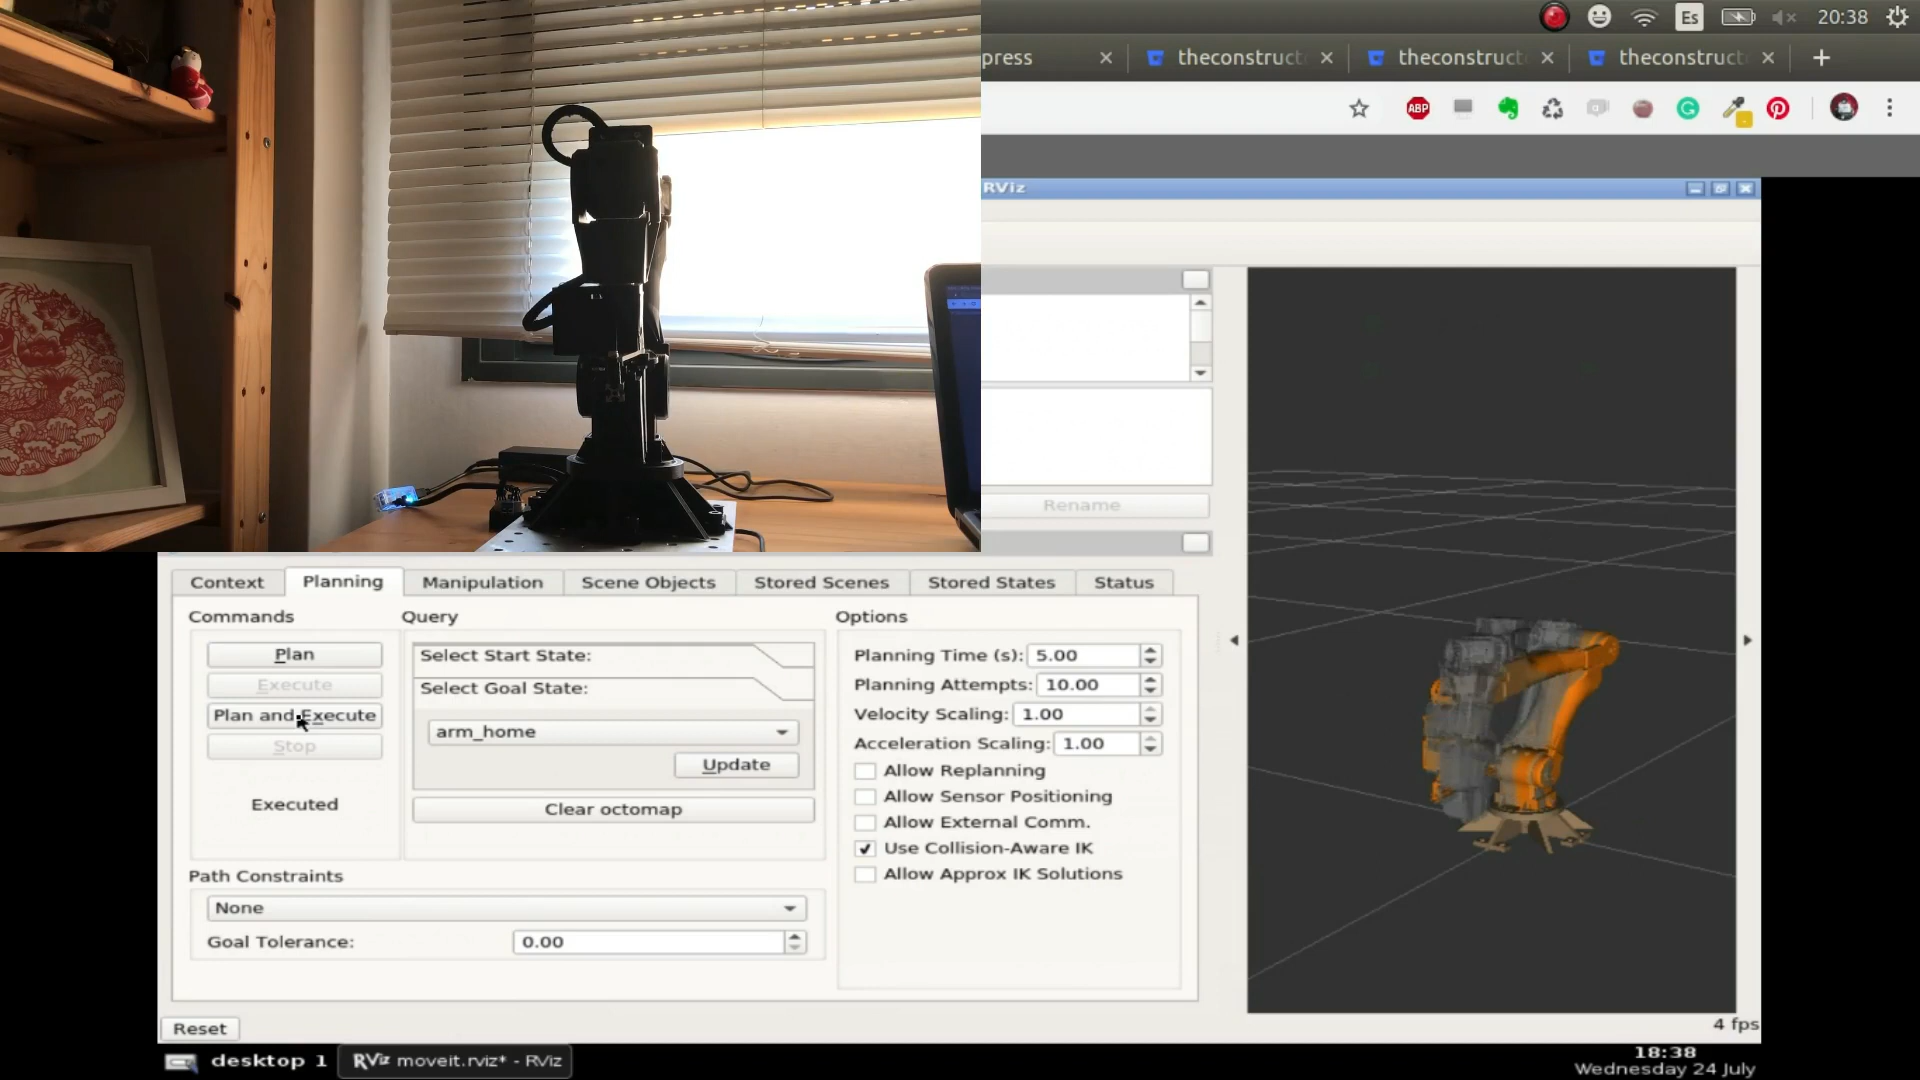 Es
20:38
press
theconstruct
theconstruct
theconstruct
ABP
RViz
Rename
Context
Planning
Manipulation
Scene Objects
Stored Scenes
Stored States
Status
Commands
Query
Options
Plan
Execute
Plan and Execute
Stop
Executed
Select Start State:
Select Goal State:
arm_home
Update
Clear octomap
Planning Time (s): 5.00
Planning Attempts: 10.00
Velocity Scaling: 1.00
Acceleration Scaling: 1.00
Allow Replanning
Allow Sensor Positioning
Allow External Comm.
Use Collision-Aware IK
Allow Approx IK Solutions
Path Constraints
None
Goal Tolerance: 0.00
Reset
4 fps
desktop 1
RViz moveit.rviz* - RViz
18:38
Wednesday 24 July